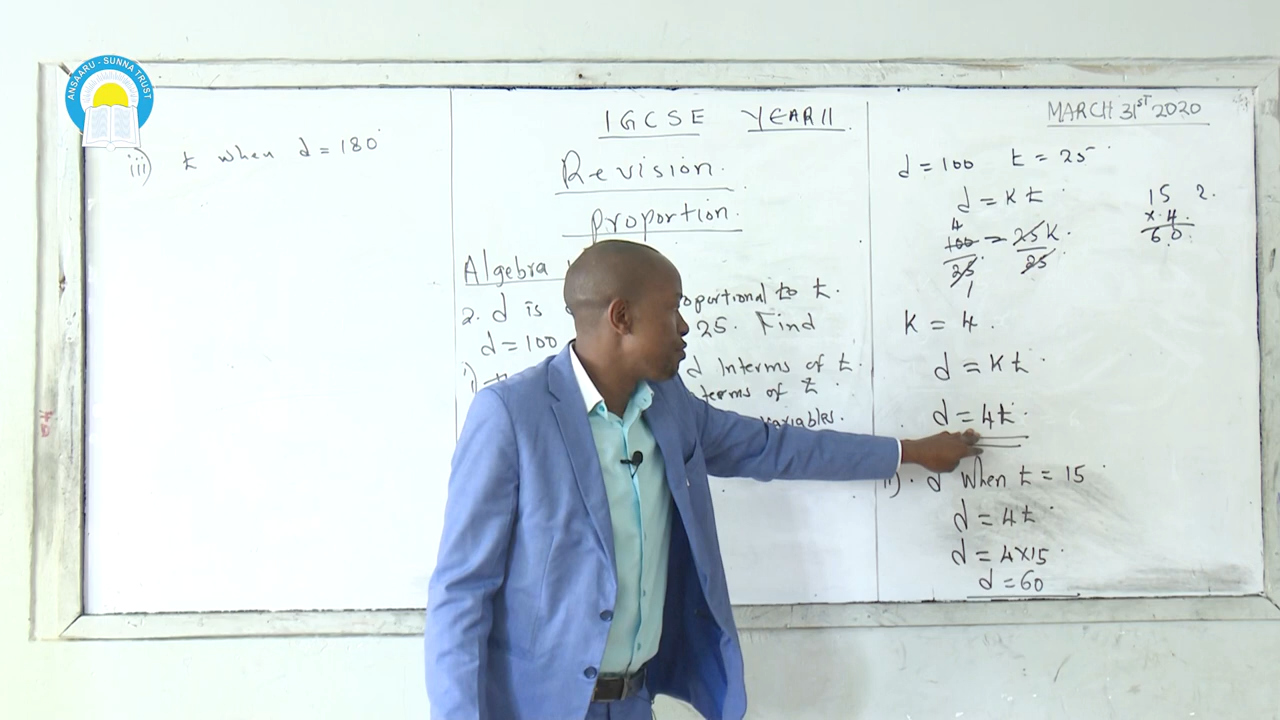 ANSAARU - SUNNA TRUST
iii) t when d = 180
IGCSE YEAR 11
Revision.
proportion.
Algebra
2. d is proportional to t.
d = 100 25. Find
i) d Interms of t.
terms of t
variables.
MARCH 31ST 2020
d = 100 t = 25
d = kt
4
100 = 25k.
25 25
1
k = 4.
d = kt
d = 4t.
ii). d when t = 15
d = 4t
d = 4x15
d = 60
15 2.
x 4.
60